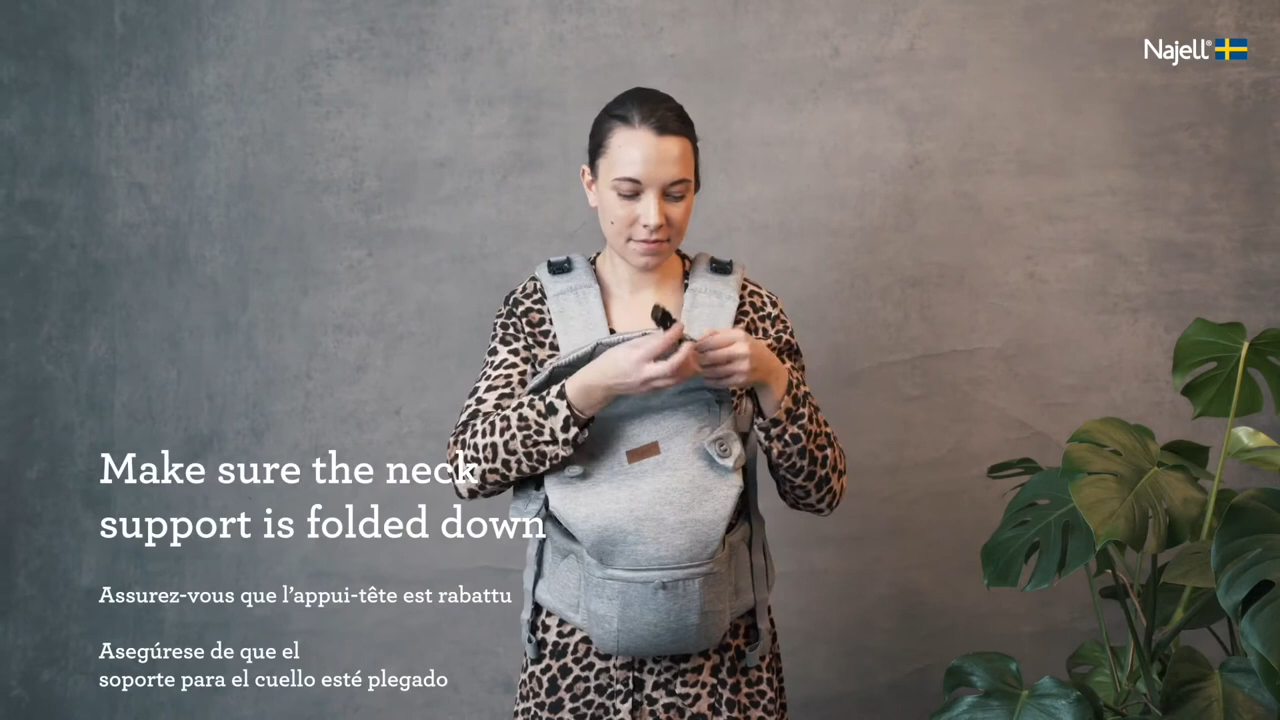 Najell®
Make sure the neck
support is folded down
Assurez-vous que l’appui-tête est rabattu
Asegúrese de que el
soporte para el cuello esté plegado